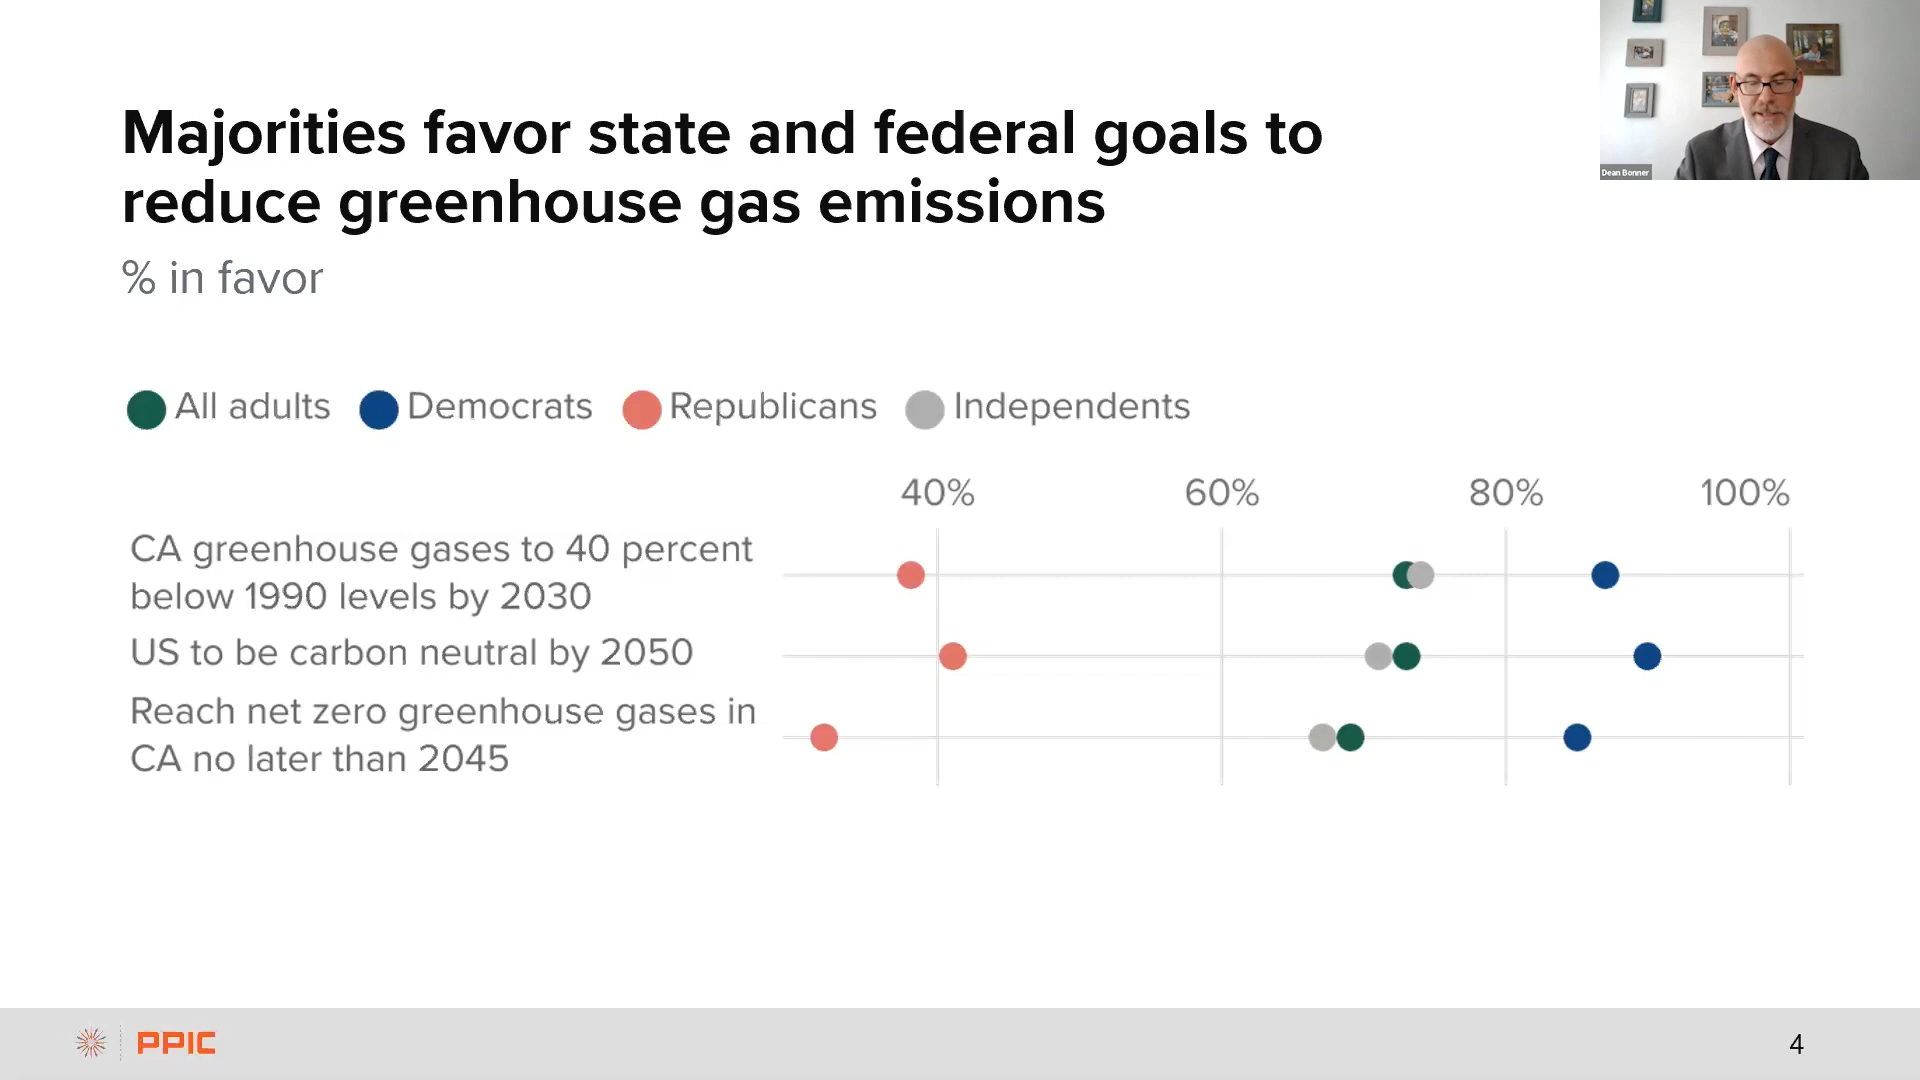 Majorities favor state and federal goals to
reduce greenhouse gas emissions
% in favor
Dean Bonner
All adults Democrats Republicans Independents
40% 60% 80% 100%
CA greenhouse gases to 40 percent
below 1990 levels by 2030
US to be carbon neutral by 2050
Reach net zero greenhouse gases in
CA no later than 2045
PPIC
4